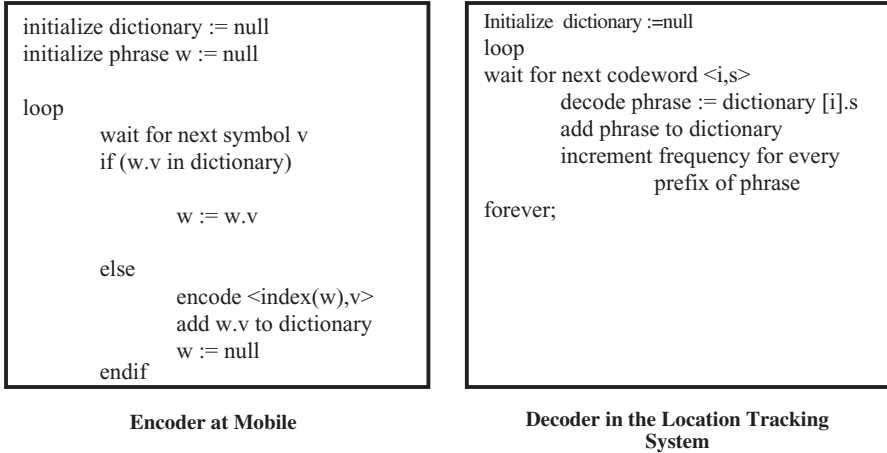 initialize dictionary := null
initialize phrase w := null
loop
wait for next symbol v
if (w.v in dictionary)
w := w.v
else
encode <index(w),v>
add w.v to dictionary
w := null
endif
Encoder at Mobile
Initialize dictionary :=null
loop
wait for next codeword <i,s>
decode phrase := dictionary [i].s
add phrase to dictionary
increment frequency for every
prefix of phrase
forever;
Decoder in the Location Tracking
System